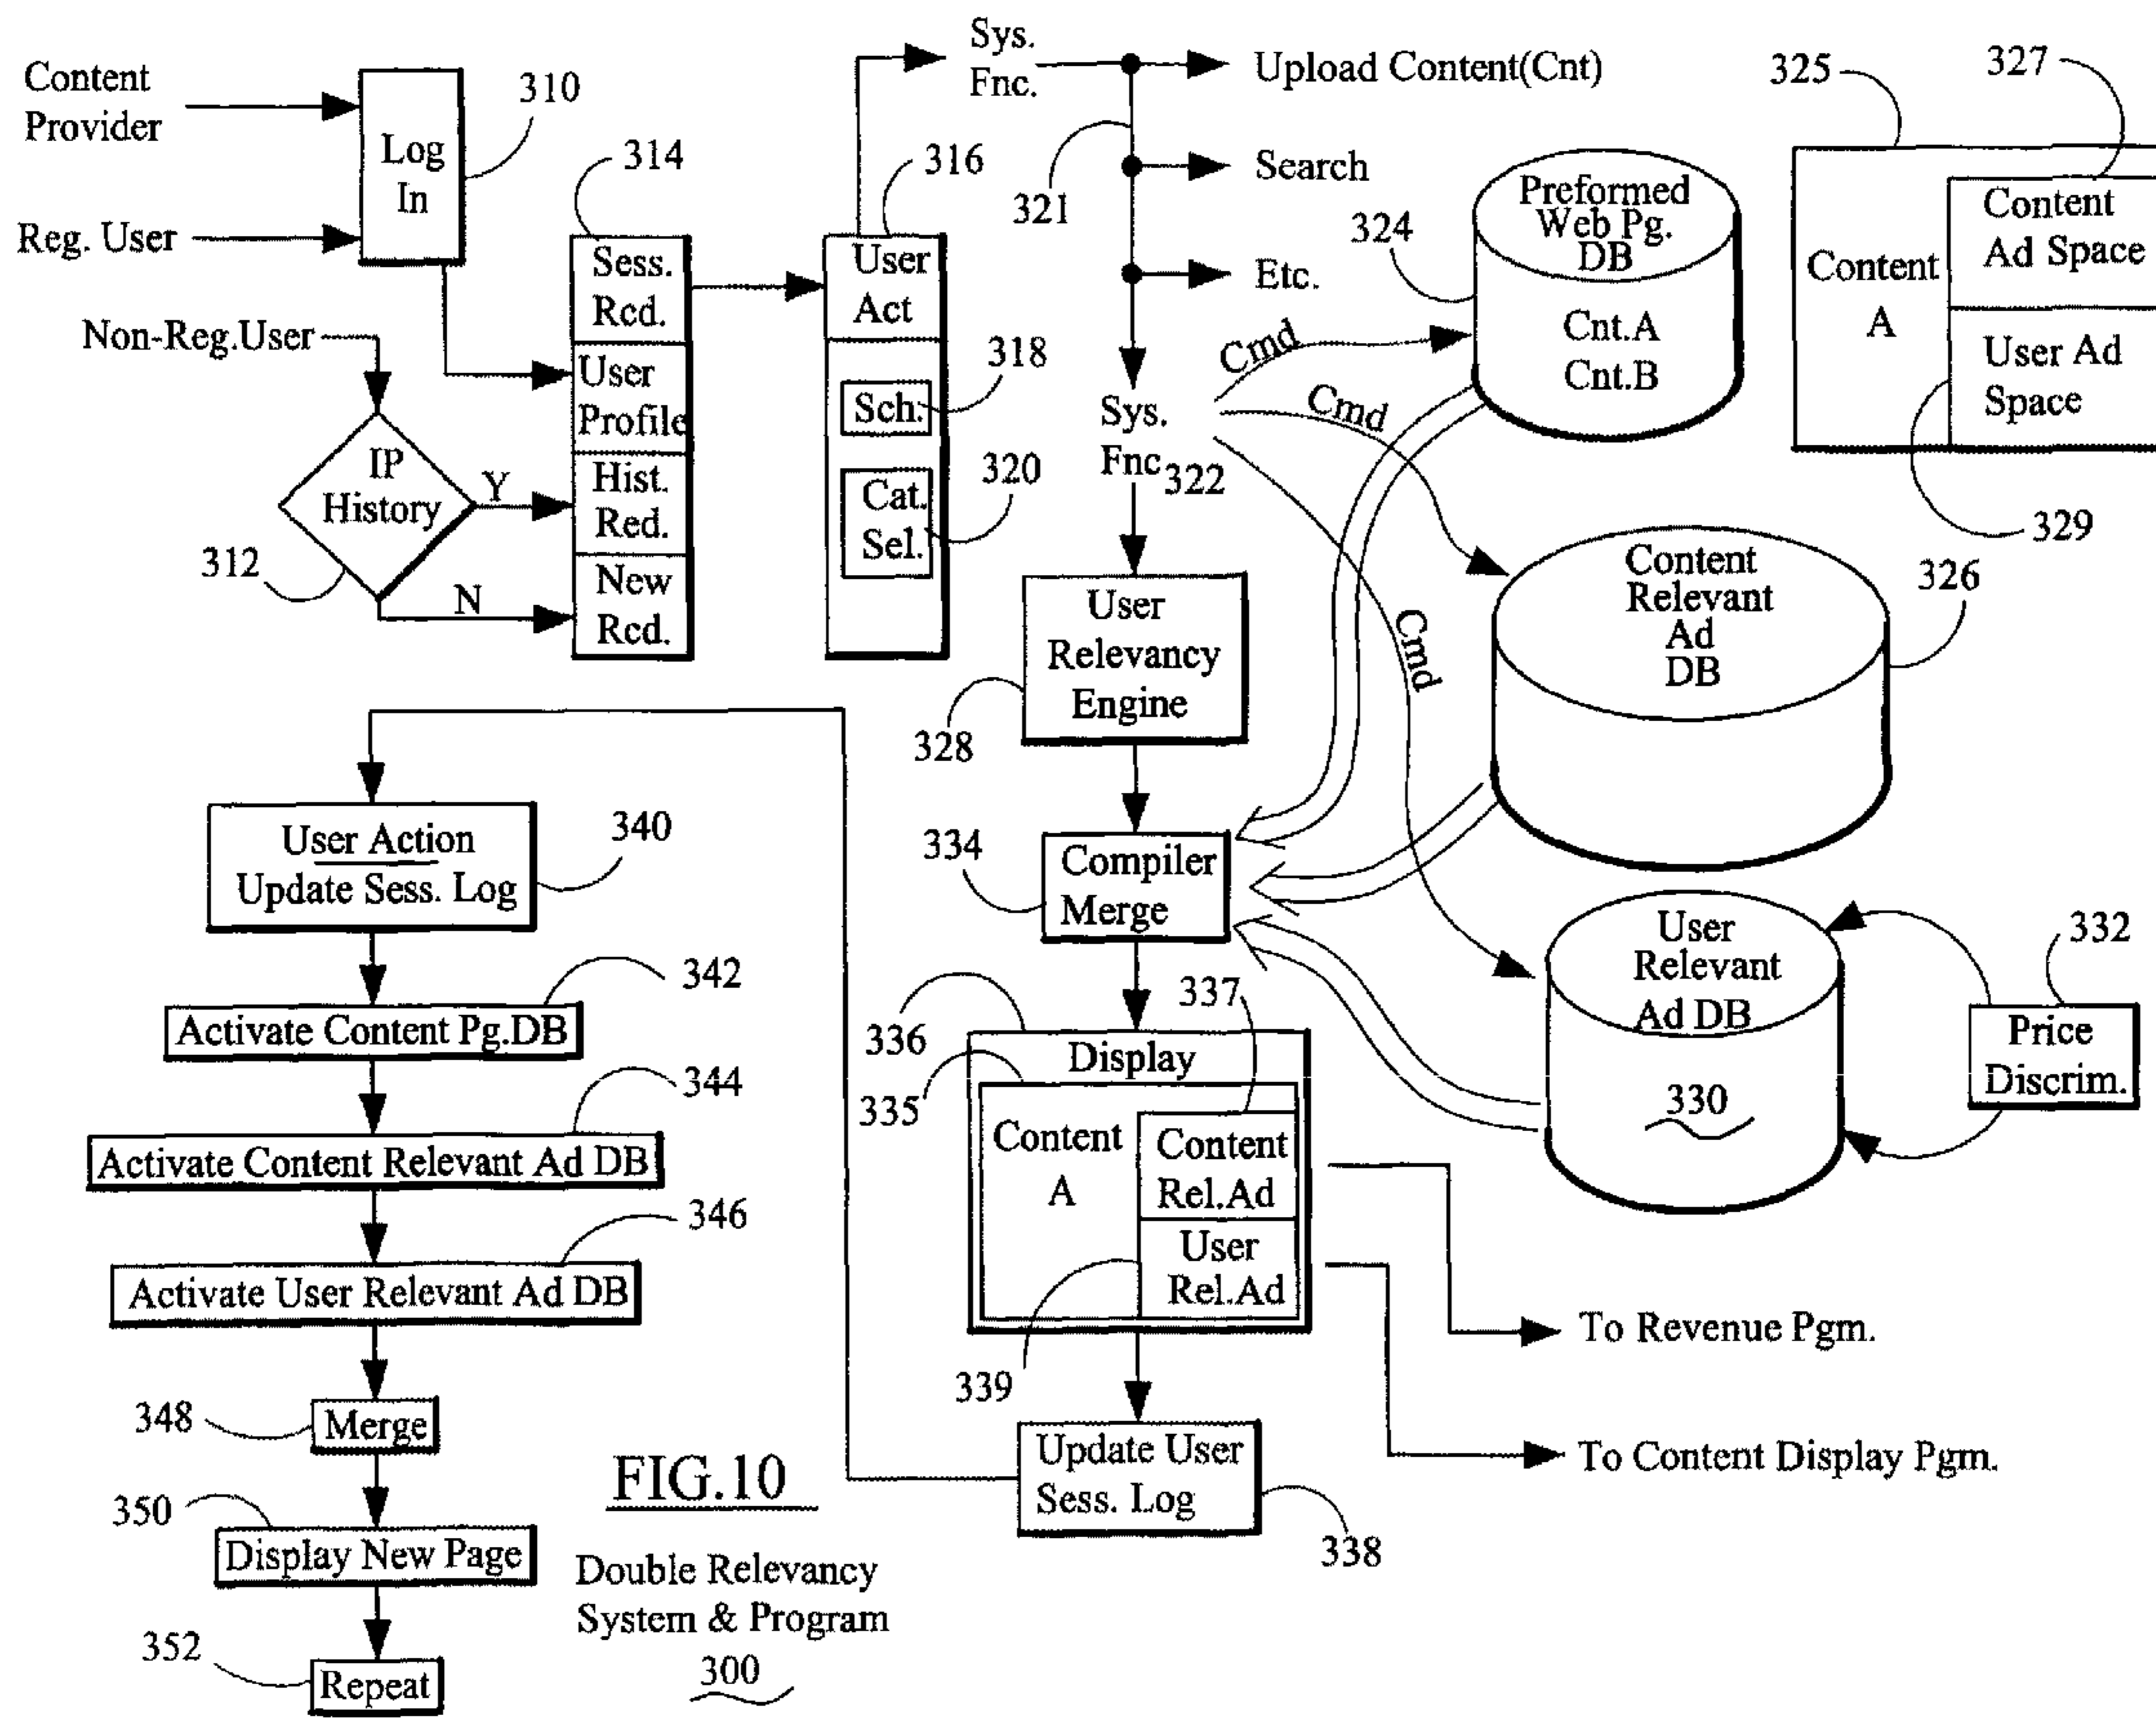 Content
Provider
Reg. User
Log
In
310
Non-Reg.User
IP
History
312
Y
N
314
Sess.
Rcd.
User
Profile
Hist.
Red.
New
Rcd.
316
User
Act
Sch.
318
Cat.
Sel.
320
Sys.
Fnc.
321
Upload Content(Cnt)
Search
Etc.
Sys.
Fnc
322
Cmd
Cmd
Cmd
324
Preformed
Web Pg.
DB
Cnt.A
Cnt.B
325
327
Content
A
Content
Ad Space
User Ad
Space
329
Content
Relevant
Ad
DB
326
User
Relevancy
Engine
328
334
Compiler
Merge
User
Relevant
Ad DB
330
332
Price
Discrim.
336
335
337
Display
Content
A
Content
Rel.Ad
User
Rel.Ad
339
To Revenue Pgm.
To Content Display Pgm.
Update User
Sess. Log
338
User Action
Update Sess. Log
340
342
Activate Content Pg.DB
344
Activate Content Relevant Ad DB
346
Activate User Relevant Ad DB
348
Merge
350
Display New Page
352
Repeat
FIG.10
Double Relevancy
System & Program
300